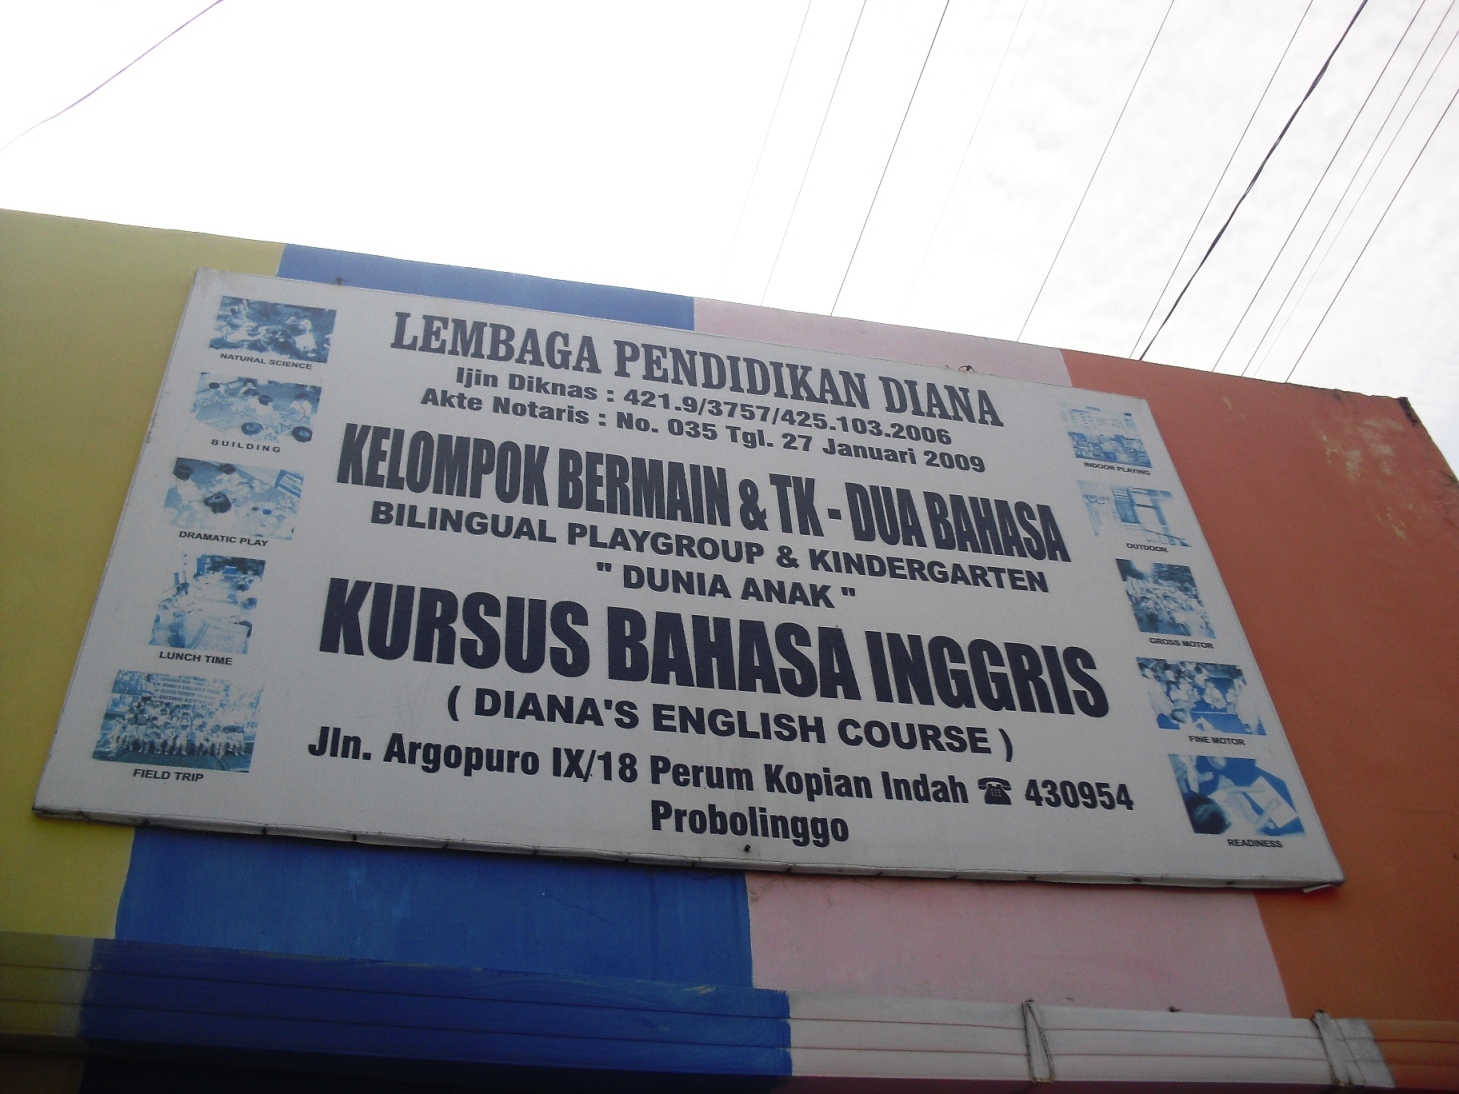 LEMBAGA PENDIDIKAN DIANA
Ijin Diknas : 421.9/3757/425.103.2006
Akte Notaris : No. 035 Tgl. 27 Januari 2009
KELOMPOK BERMAIN & TK - DUA BAHASA
BILINGUAL PLAYGROUP & KINDERGARTEN
" DUNIA ANAK "
KURSUS BAHASA INGGRIS
( DIANA'S ENGLISH COURSE )
Jln. Argopuro IX/18 Perum Kopian Indah ☎ 430954
Probolinggo
NATURAL SCIENCE
BUILDING
DRAMATIC PLAY
LUNCH TIME
FIELD TRIP
INDOOR PLAYING
OUTDOOR
GROSS MOTOR
FINE MOTOR
READINESS